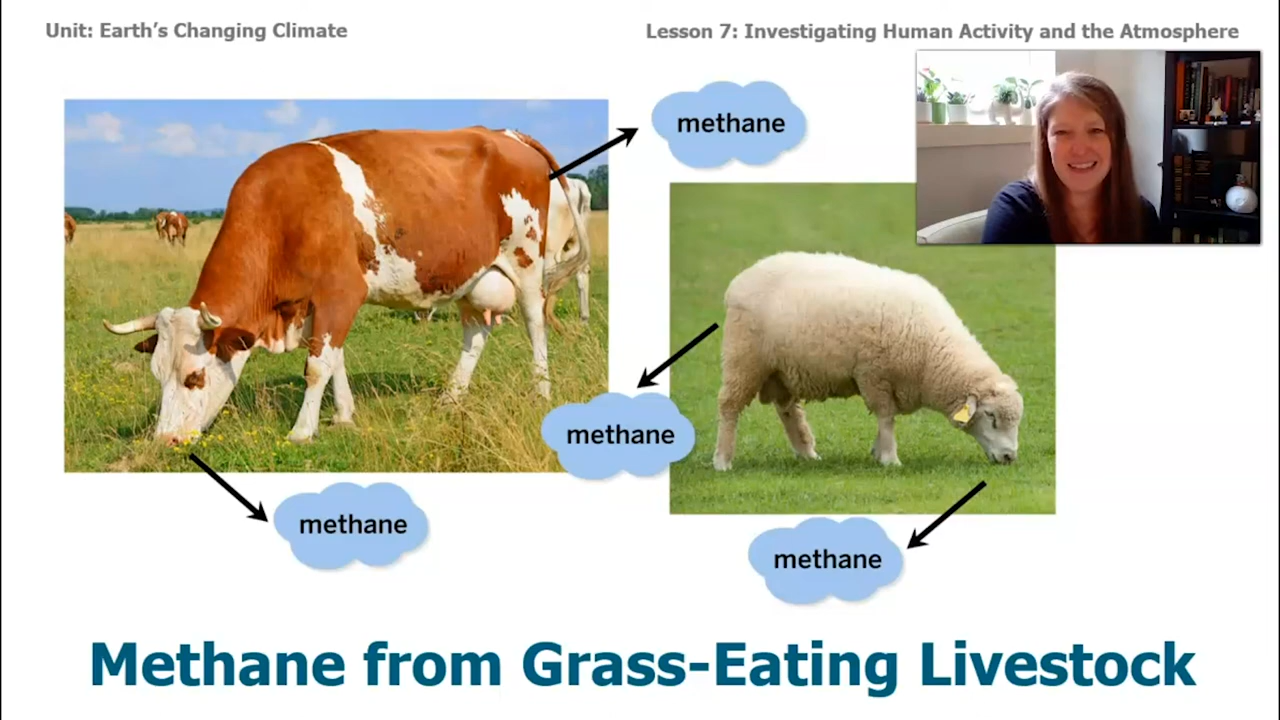 Unit: Earth's Changing Climate
Lesson 7: Investigating Human Activity and the Atmosphere
methane
methane
methane
methane
Methane from Grass-Eating Livestock